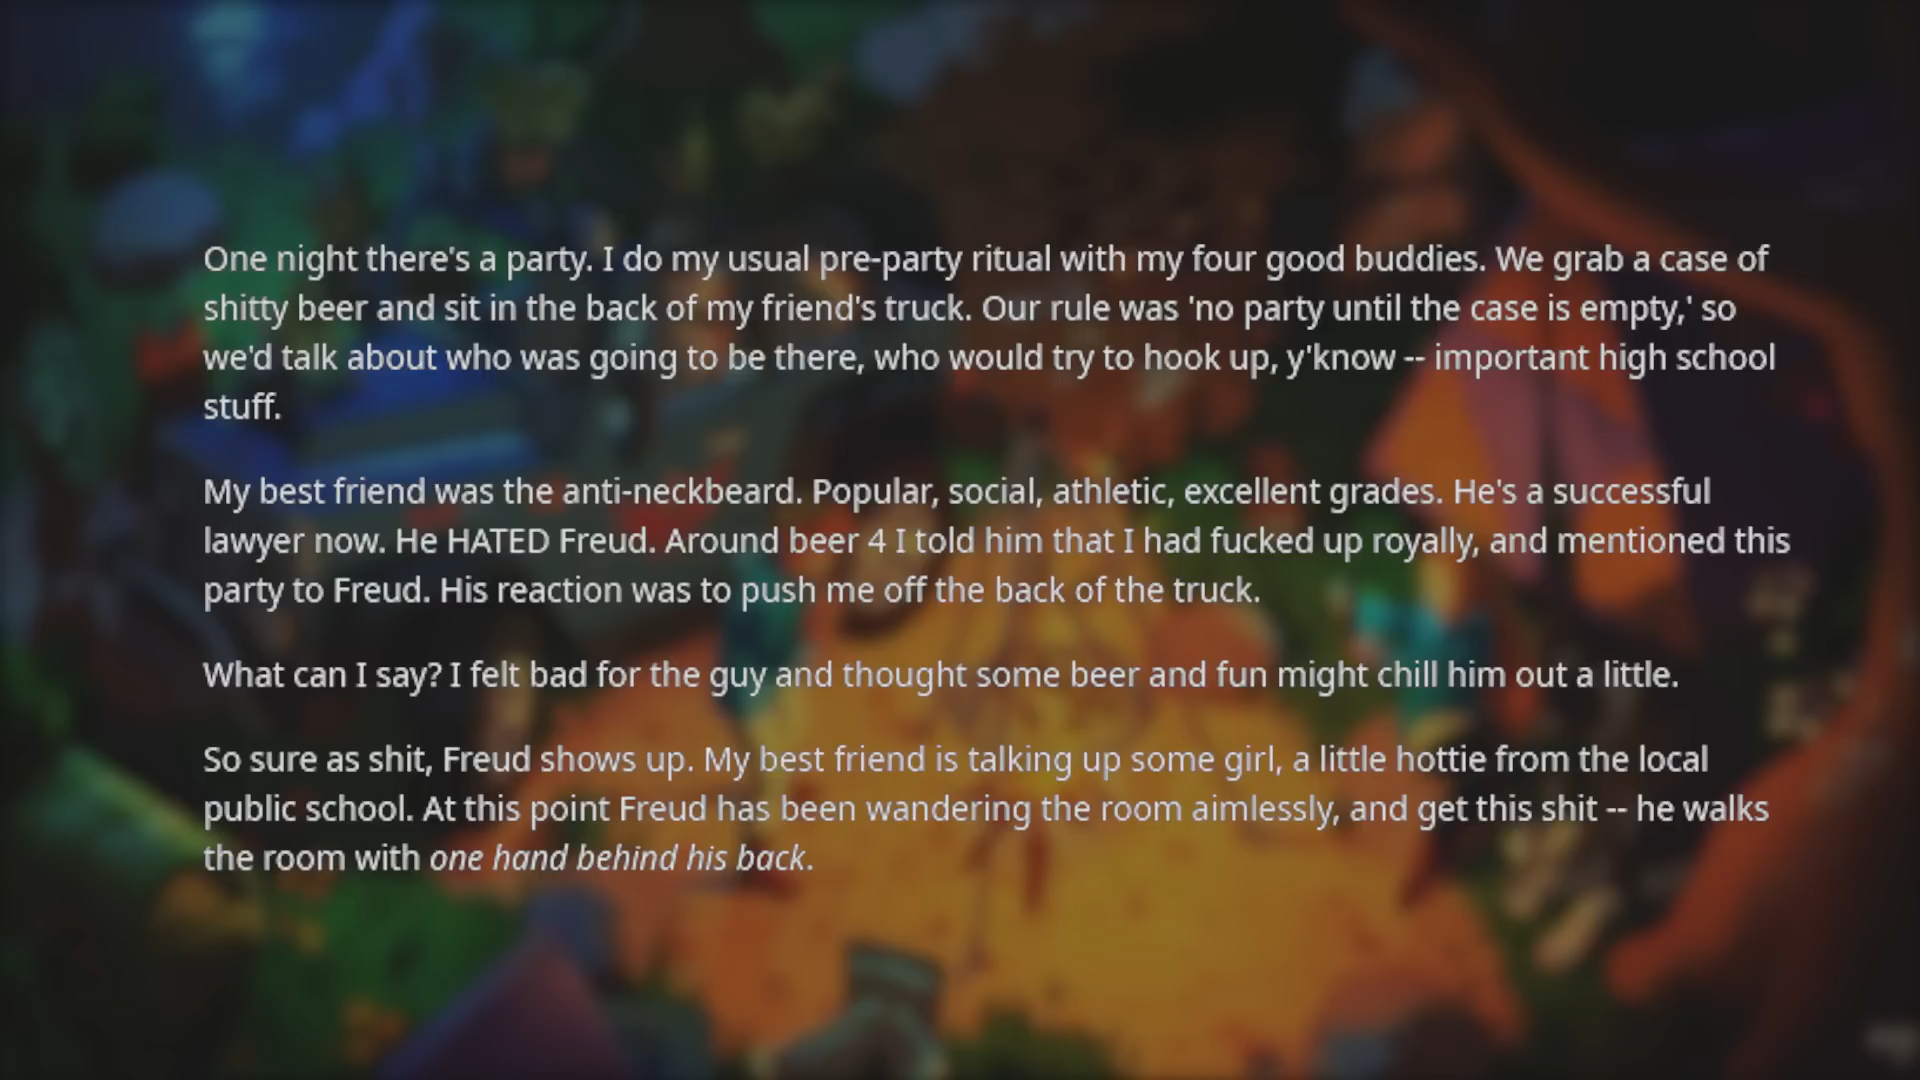 One night there's a party. I do my usual pre-party ritual with my four good buddies. We grab a case of
shitty beer and sit in the back of my friend's truck. Our rule was 'no party until the case is empty,' so
we'd talk about who was going to be there, who would try to hook up, y'know -- important high school
stuff.
My best friend was the anti-neckbeard. Popular, social, athletic, excellent grades. He's a successful
lawyer now. He HATED Freud. Around beer 4 I told him that I had fucked up royally, and mentioned this
party to Freud. His reaction was to push me off the back of the truck.
What can I say? I felt bad for the guy and thought some beer and fun might chill him out a little.
So sure as shit, Freud shows up. My best friend is talking up some girl, a little hottie from the local
public school. At this point Freud has been wandering the room aimlessly, and get this shit -- he walks
the room with one hand behind his back.